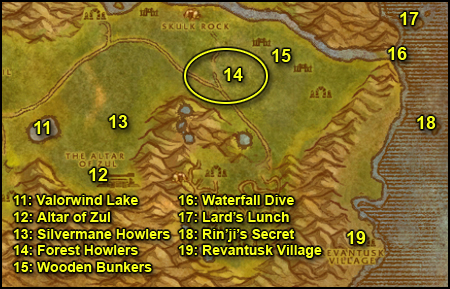 17
SKULK ROCK
15
16
14
11
13
18
THE ALTAR
OF ZUL
12
11: Valorwind Lake
12: Altar of Zul
13: Silvermane Howlers
14: Forest Howlers
15: Wooden Bunkers
16: Waterfall Dive
17: Lard's Lunch
18: Rin'ji's Secret
19: Revantusk Village
19
REVANTUSK
VILLAGE